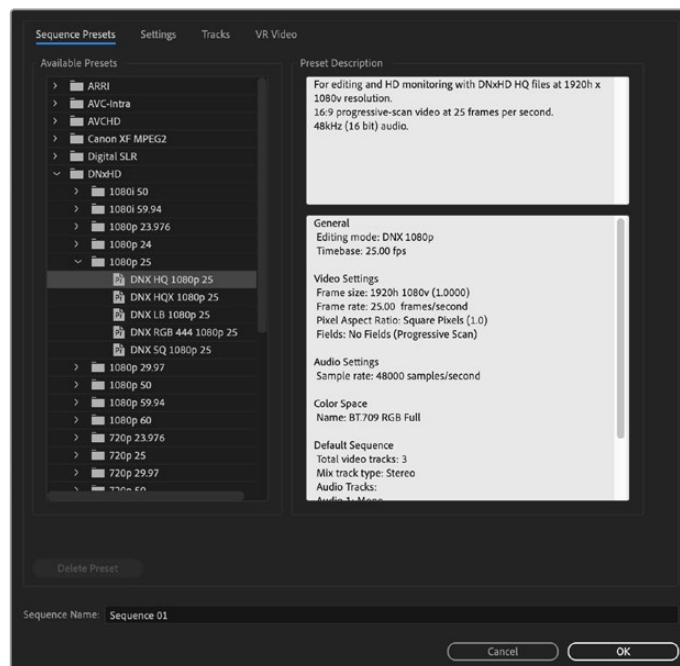 Sequence Presets Settings Tracks VR Video
Available Presets
ARRI
AVC-Intra
AVCHD
Canon XF MPEG2
Digital SLR
DNxHD
1080i 50
1080i 59.94
1080p 23.976
1080p 24
1080p 25
DNX HQ 1080p 25
DNX HQX 1080p 25
DNX LB 1080p 25
DNX RGB 444 1080p 25
DNX SQ 1080p 25
1080p 29.97
1080p 50
1080p 59.94
1080p 60
720p 23.976
720p 25
720p 29.97
720p 50
Preset Description
For editing and HD monitoring with DNxHD HQ files at 1920h x
1080v resolution.
16:9 progressive-scan video at 25 frames per second.
48kHz (16 bit) audio.
General
Editing mode: DNX 1080p
Timebase: 25.00 fps
Video Settings
Frame size: 1920h 1080v (1.0000)
Frame rate: 25.00 frames/second
Pixel Aspect Ratio: Square Pixels (1.0)
Fields: No Fields (Progressive Scan)
Audio Settings
Sample rate: 48000 samples/second
Color Space
Name: BT.709 RGB Full
Default Sequence
Total video tracks: 3
Mix track type: Stereo
Audio Tracks:
Audio 1: Mono
Delete Preset
Sequence Name: Sequence 01
Cancel OK